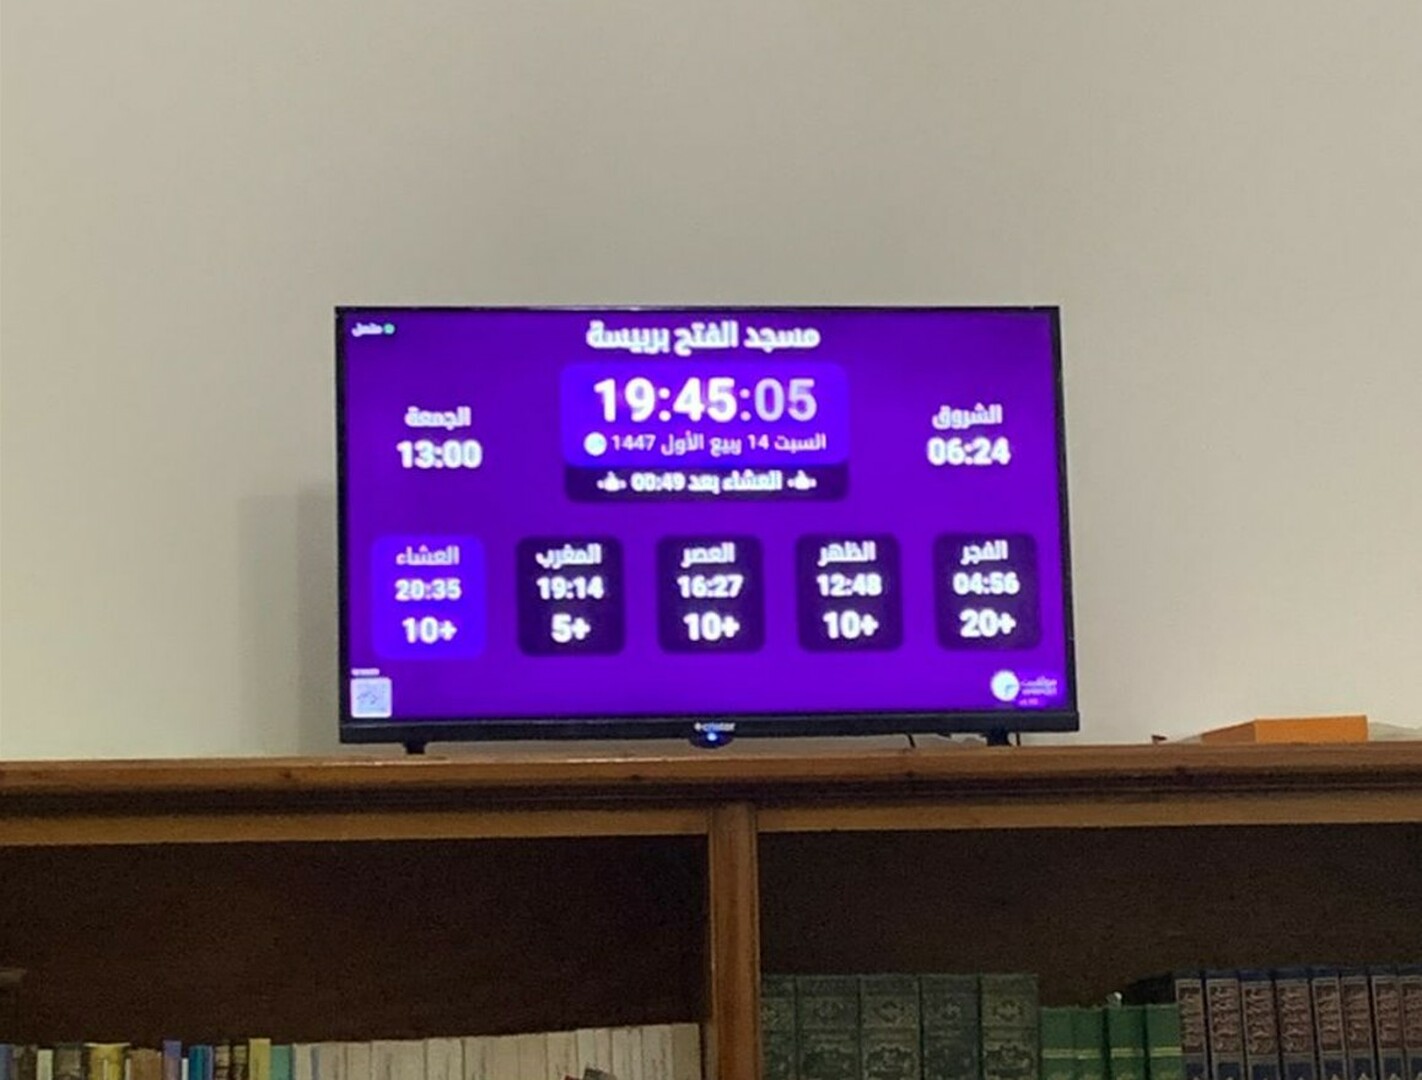 متصل
مسجد الفتح بربيسة
19:45:05
السبت 14 ربيع الأول 1447
العشاء بعد 00:49
الشروق
06:24
الجمعة
13:00
الفجر
04:56
20+
الظهر
12:48
10+
العصر
16:27
10+
المغرب
19:14
5+
العشاء
20:35
10+